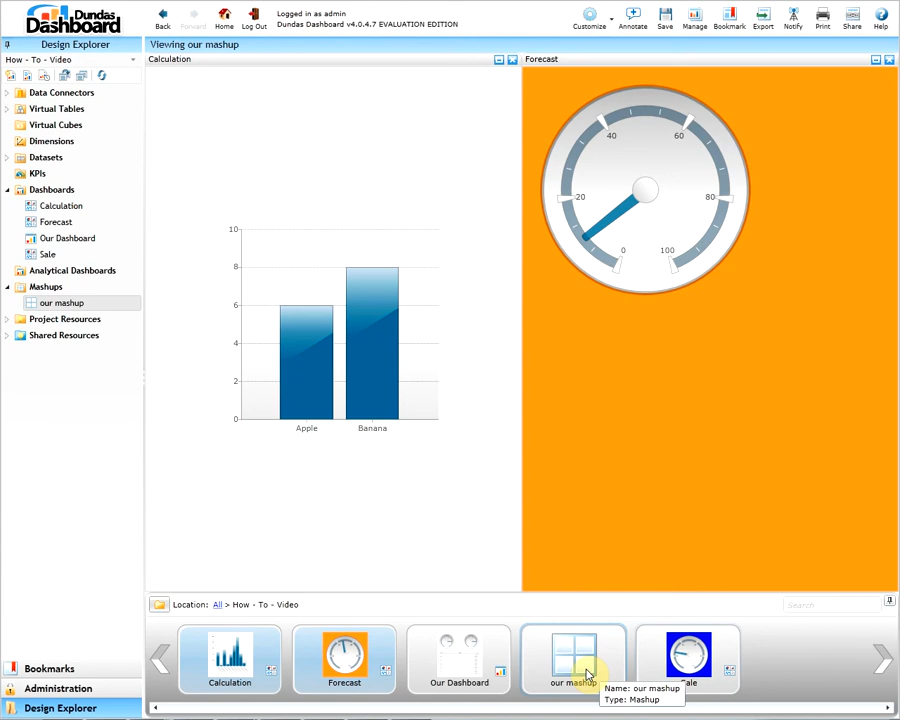 Dundas
Dashboard
Back
Forward
Home
Log Out
Logged in as admin
Dundas Dashboard v4.0.4.7 EVALUATION EDITION
Customize
Annotate
Save
Manage
Bookmark
Export
Notify
Print
Share
Help
Design Explorer
Viewing our mashup
How - To - Video
Data Connectors
Virtual Tables
Virtual Cubes
Dimensions
Datasets
KPIs
Dashboards
Calculation
Forecast
Our Dashboard
Sale
Analytical Dashboards
Mashups
our mashup
Project Resources
Shared Resources
Bookmarks
Administration
Design Explorer
Calculation
10
8
6
4
2
0
Apple
Banana
Forecast
0
20
40
60
80
100
Location: All > How - To - Video
Search
Calculation
Forecast
Our Dashboard
our mashup
Name: our mashup
Type: Mashup